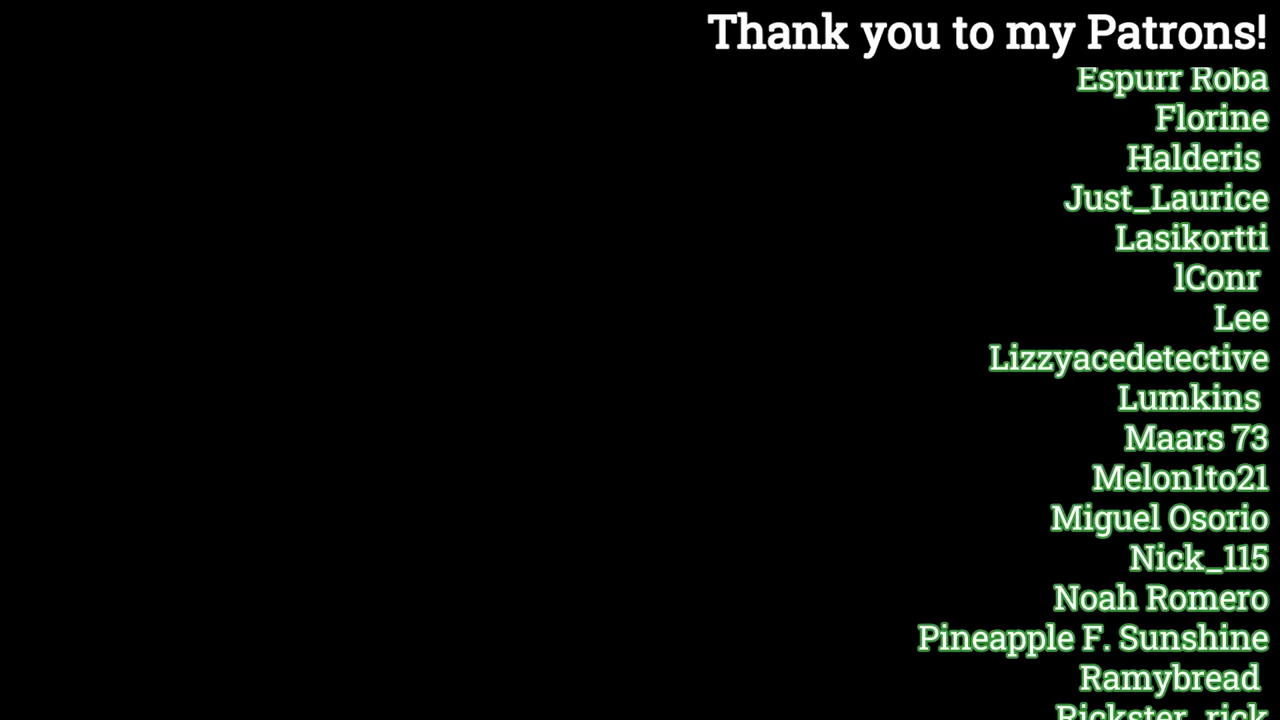 Thank you to my Patrons!
Espurr Roba
Florine
Halderis
Just_Laurice
Lasikortti
lConr
Lee
Lizzyacedetective
Lumkins
Maars 73
Melon1to21
Miguel Osorio
Nick_115
Noah Romero
Pineapple F. Sunshine
Ramybread
Rickster_rick